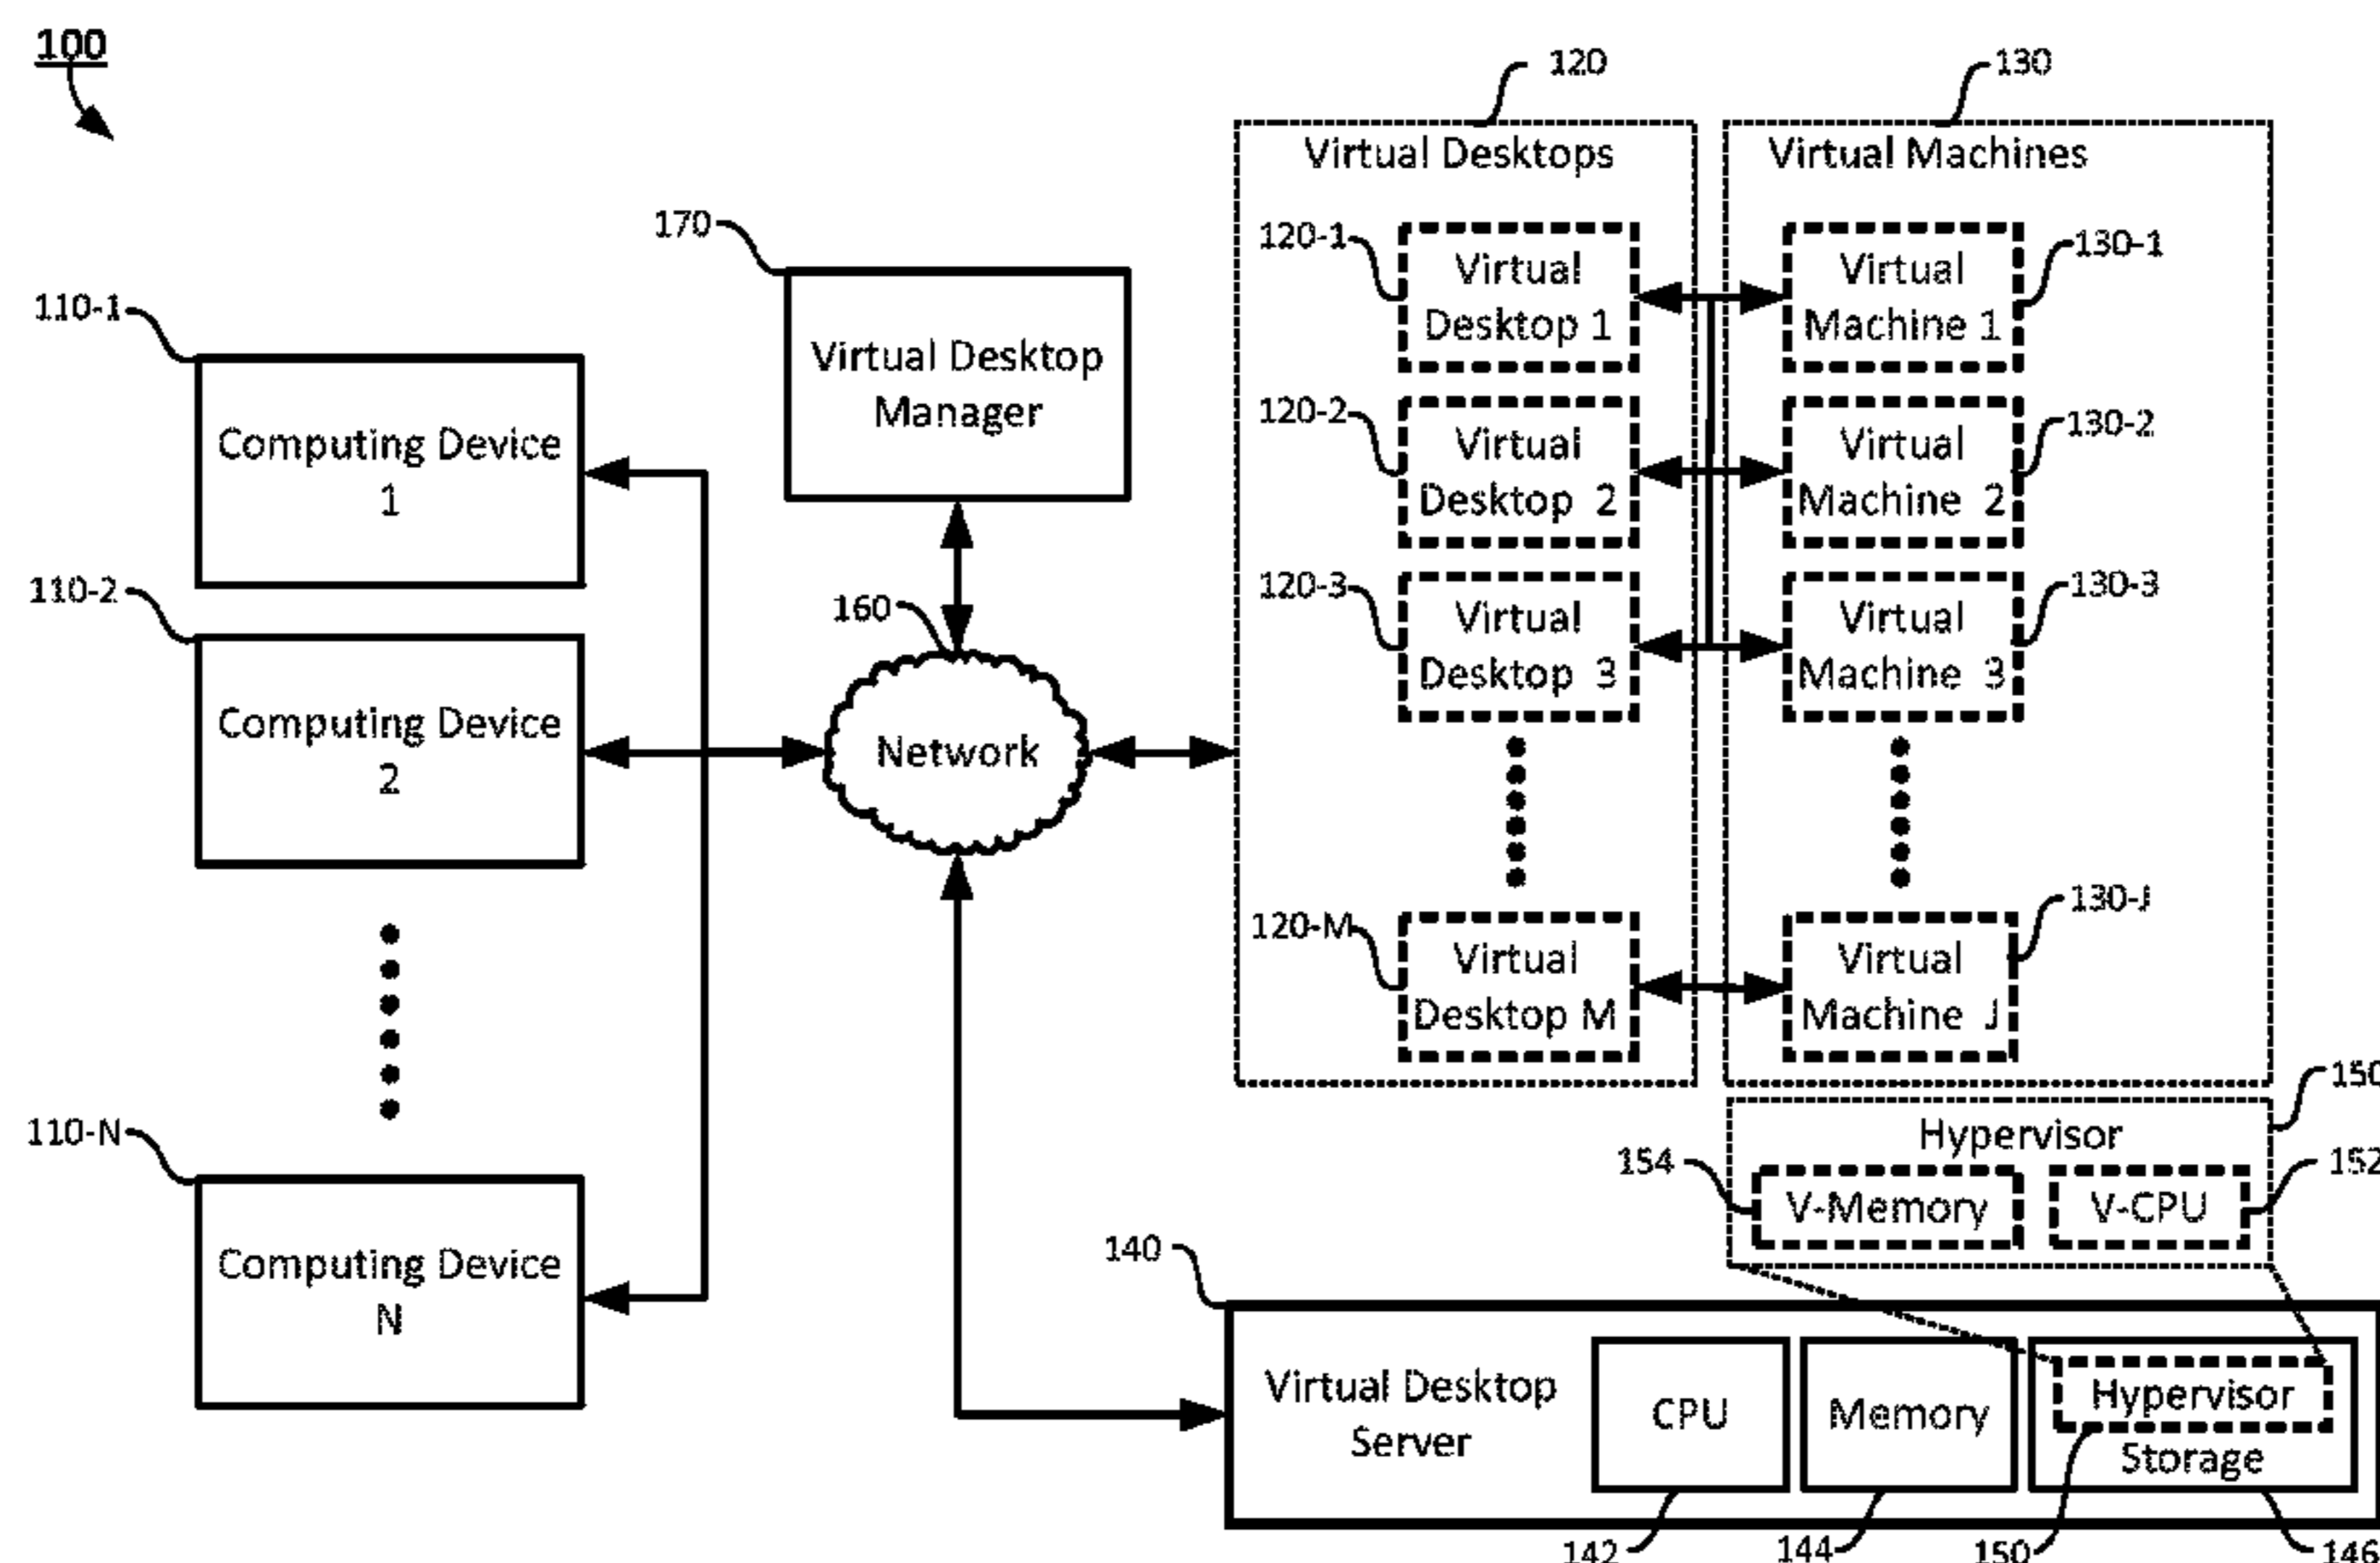 100
120
130
Virtual Desktops
Virtual Machines
170
120-1
Virtual
Desktop 1
Virtual
Machine 1
130-1
110-1
Virtual Desktop
Manager
Computing Device
1
120-2
Virtual
Desktop 2
Virtual
Machine 2
130-2
110-2
160
120-3
Virtual
Desktop 3
Virtual
Machine 3
130-3
Computing Device
2
Network
120-M
Virtual
Desktop M
Virtual
Machine J
130-J
110-N
Computing Device
N
150
Hypervisor
154
V-Memory
V-CPU
152
140
Virtual Desktop
Server
CPU
Memory
Hypervisor
Storage
142
144
150
146